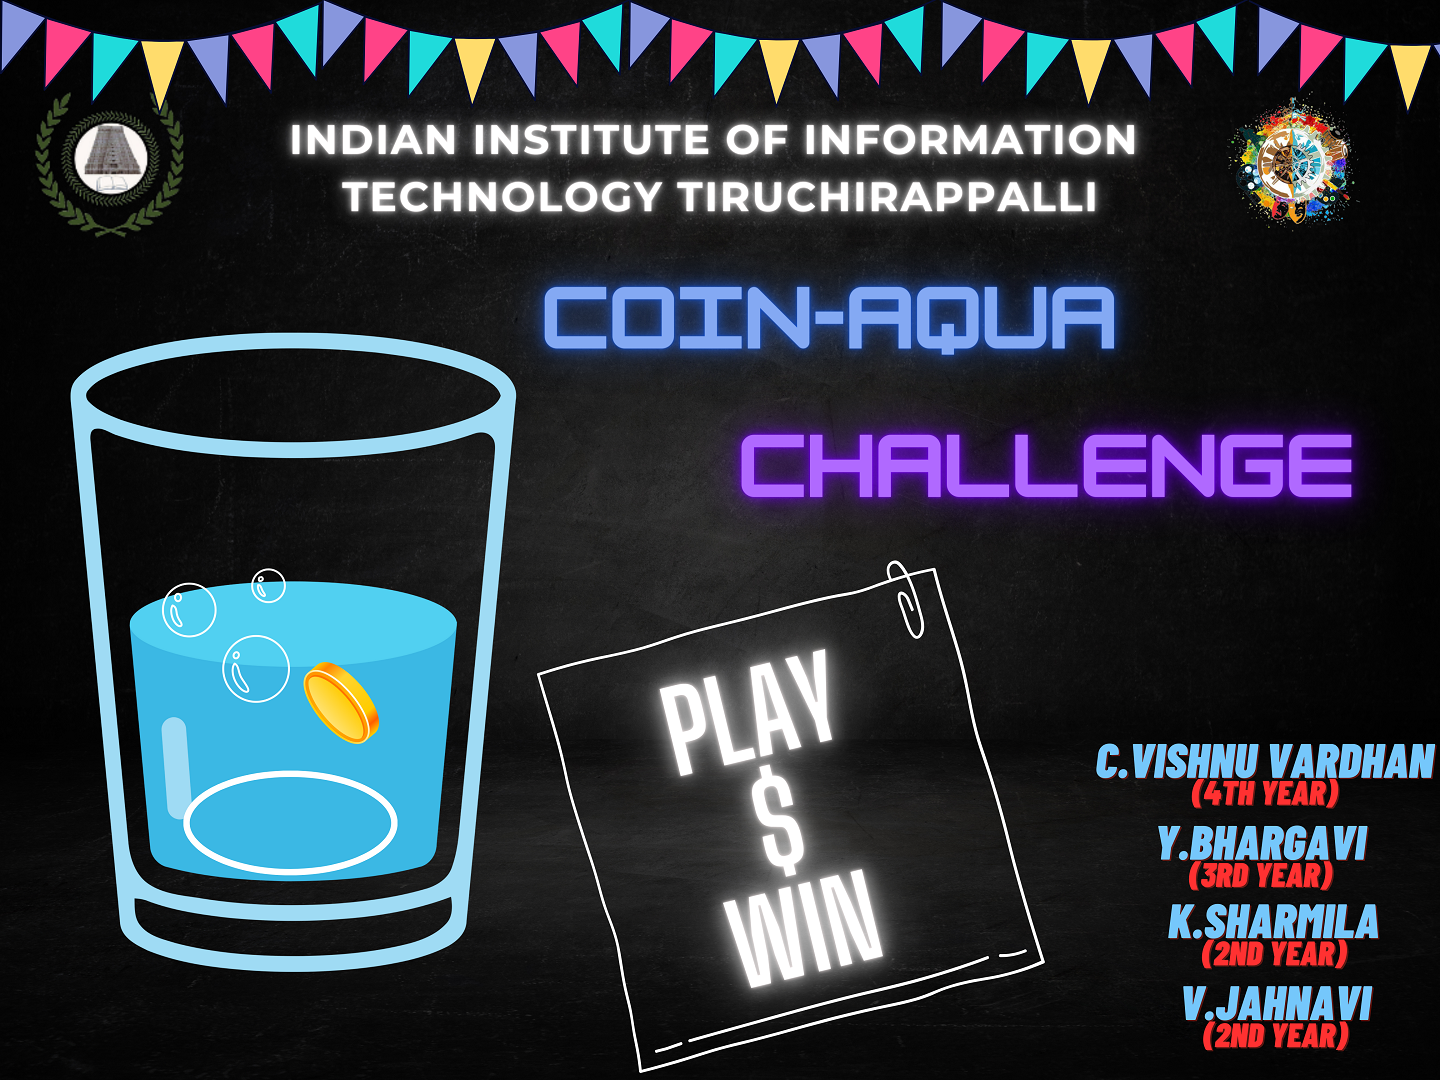 INDIAN INSTITUTE OF INFORMATION
TECHNOLOGY TIRUCHIRAPPALLI
COIN-AQUA
CHALLENGE
PLAY
$
WIN
C.VISHNU VARDHAN
(4TH YEAR)
Y.BHARGAVI
(3RD YEAR)
K.SHARMILA
(2ND YEAR)
V.JAHNAVI
(2ND YEAR)